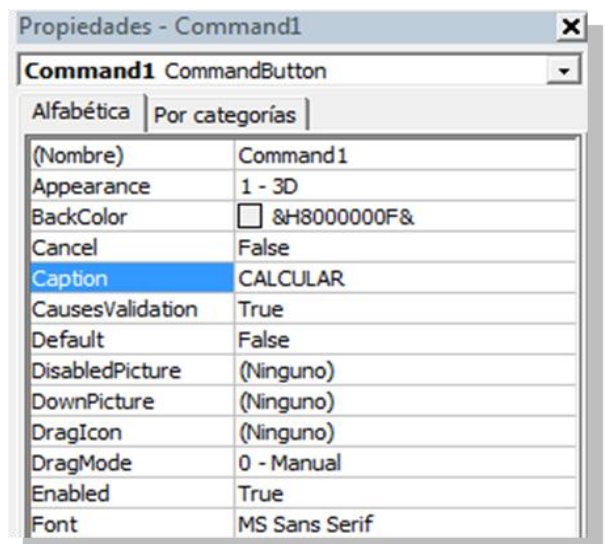 Propiedades - Command1
Command1 CommandButton
Alfabética Por categorías
(Nombre) Command1
Appearance 1 - 3D
BackColor &H8000000F&
Cancel False
Caption CALCULAR
CausesValidation True
Default False
DisabledPicture (Ninguno)
DownPicture (Ninguno)
DragIcon (Ninguno)
DragMode 0 - Manual
Enabled True
Font MS Sans Serif